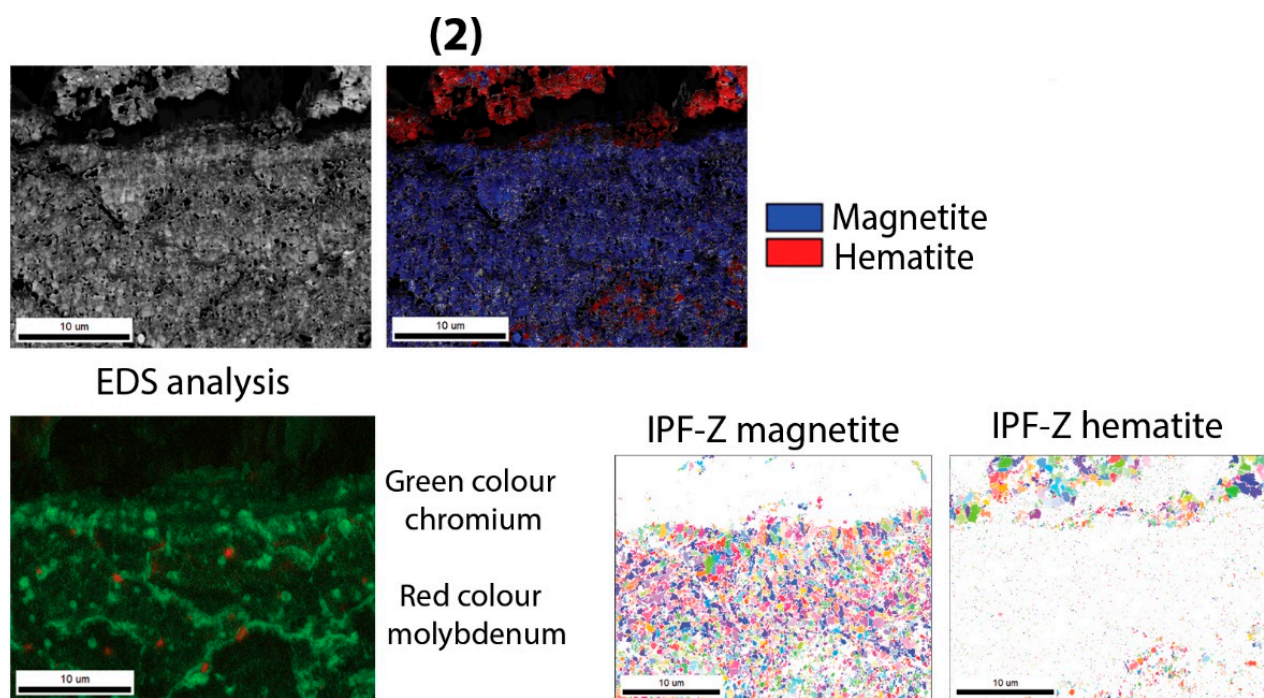 (2)
Magnetite
Hematite
10 um
10 um
EDS analysis
IPF-Z magnetite
IPF-Z hematite
Green colour
chromium
Red colour
molybdenum
10 um
10 um
10 um